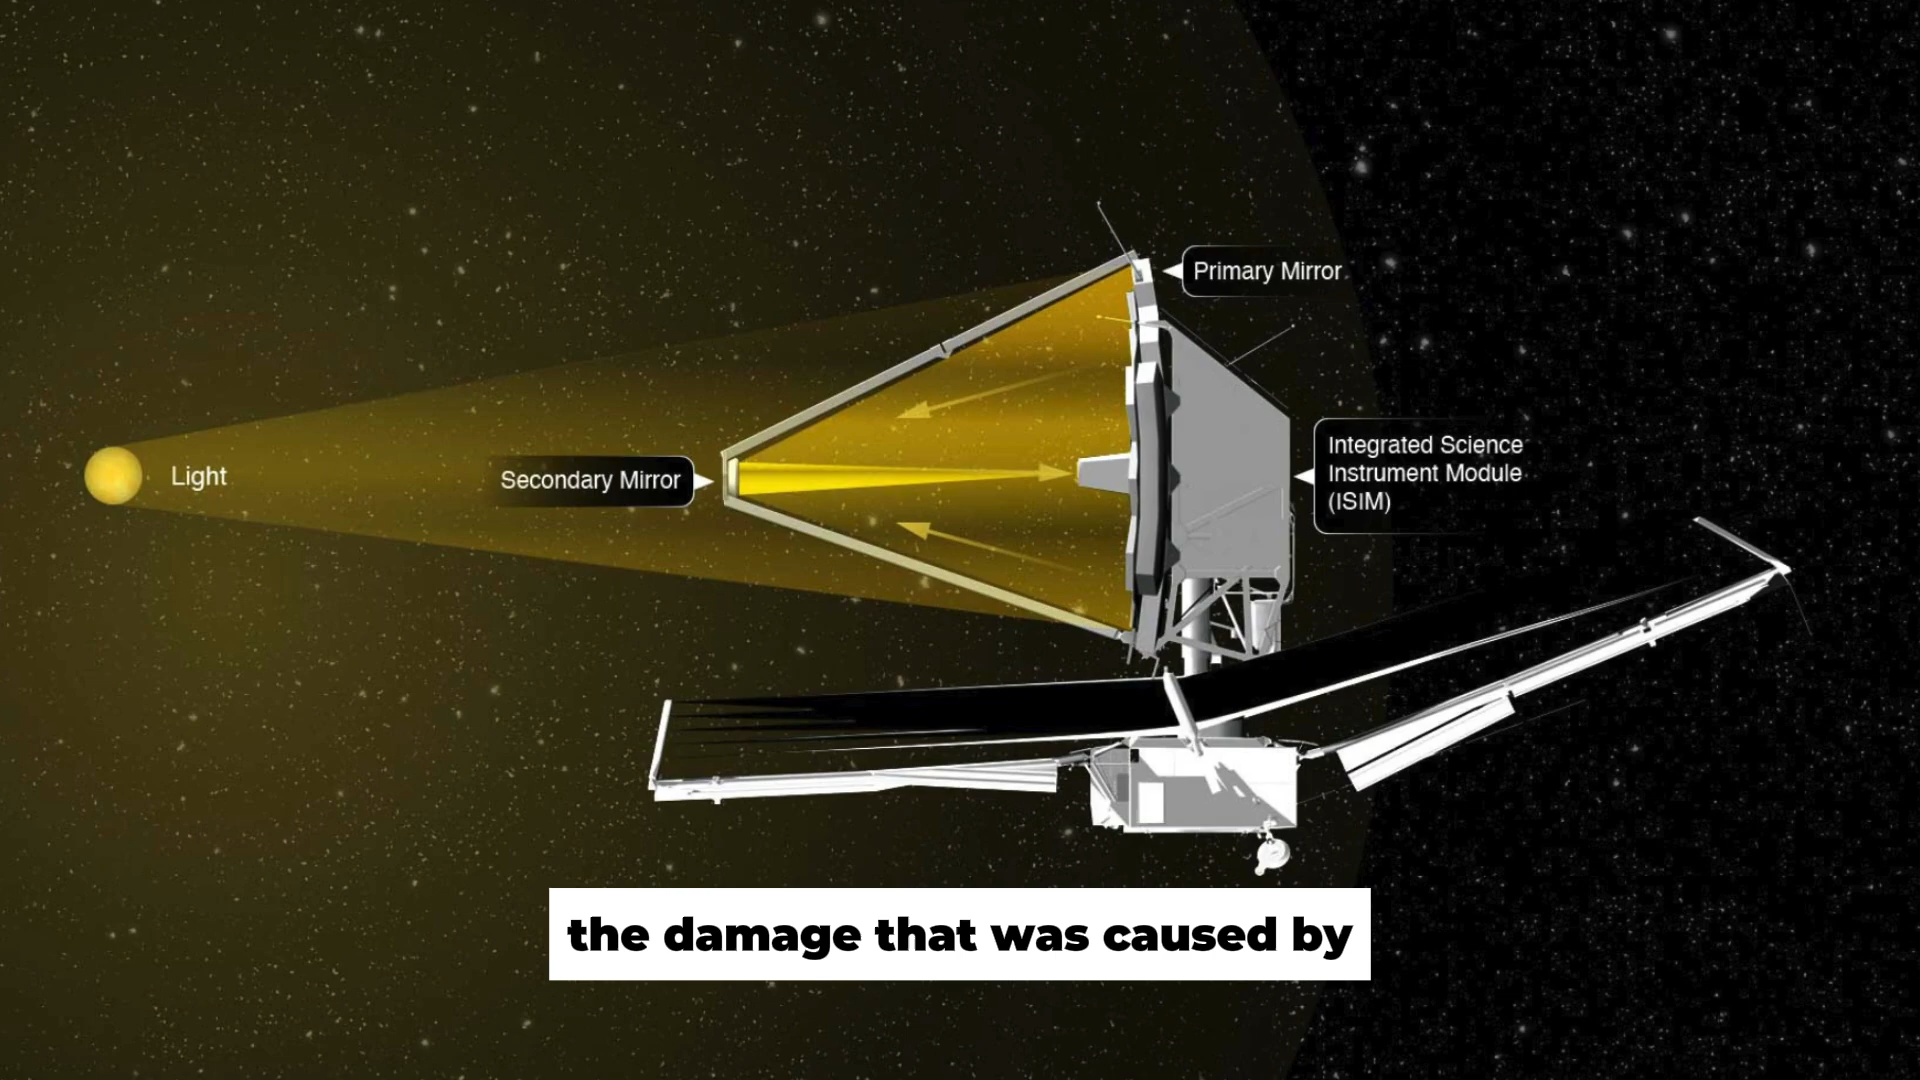 Primary Mirror
Light
Secondary Mirror
Integrated Science
Instrument Module
(ISIM)
the damage that was caused by